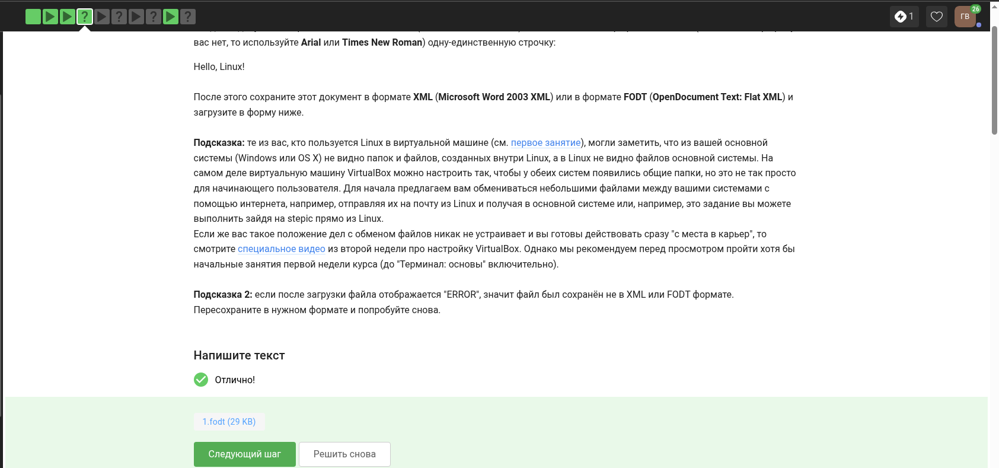 ? ? ? ?
1
ГВ
26
вас нет, то используйте Arial или Times New Roman) одну-единственную строчку:
Hello, Linux!
После этого сохраните этот документ в формате XML (Microsoft Word 2003 XML) или в формате FODT (OpenDocument Text: Flat XML) и
загрузите в форму ниже.
Подсказка: те из вас, кто пользуется Linux в виртуальной машине (см. первое занятие), могли заметить, что из вашей основной
системы (Windows или OS X) не видно папок и файлов, созданных внутри Linux, а в Linux не видно файлов основной системы. На
самом деле виртуальную машину VirtualBox можно настроить так, чтобы у обеих систем появились общие папки, но это не так просто
для начинающего пользователя. Для начала предлагаем вам обмениваться небольшими файлами между вашими системами с
помощью интернета, например, отправляя их на почту из Linux и получая в основной системе или, например, это задание вы можете
выполнить зайдя на stepic прямо из Linux.
Если же вас такое положение дел с обменом файлов никак не устраивает и вы готовы действовать сразу "с места в карьер", то
смотрите специальное видео из второй недели про настройку VirtualBox. Однако мы рекомендуем перед просмотром пройти хотя бы
начальные занятия первой недели курса (до "Терминал: основы" включительно).
Подсказка 2: если после загрузки файла отображается "ERROR", значит файл был сохранён не в XML или FODT формате.
Пересохраните в нужном формате и попробуйте снова.
Напишите текст
Отлично!
1.fodt (29 KB)
Следующий шаг
Решить снова